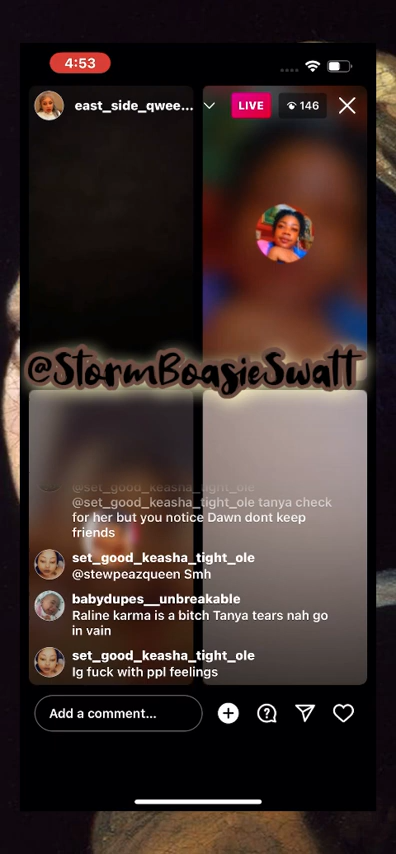 4:53
east_side_qwee...
LIVE
146
@StormBoasieSwatt
@set_good_keasha_tight_ole
@set_good_keasha_tight_ole tanya check
for her but you notice Dawn dont keep
friends
set_good_keasha_tight_ole
@stewpeazqueen Smh
babydupes__unbreakable
Raline karma is a bitch Tanya tears nah go
in vain
set_good_keasha_tight_ole
Ig fuck with ppl feelings
Add a comment...